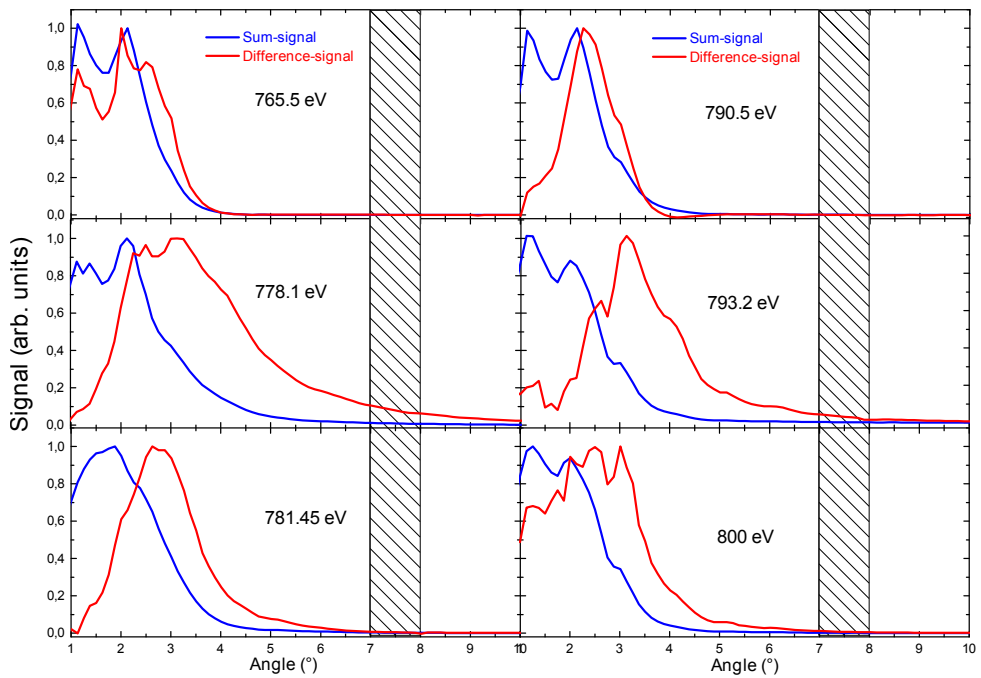 Signal (arb. units)
1,0
0,8
0,6
0,4
0,2
0,0
Sum-signal
Difference-signal
765.5 eV
Sum-signal
Difference-signal
790.5 eV
1,0
0,8
0,6
0,4
0,2
0,0
778.1 eV
793.2 eV
1,0
0,8
0,6
0,4
0,2
0,0
781.45 eV
800 eV
1 2 3 4 5 6 7 8 9 2 3 4 5 6 7 8 9 10
Angle (°) Angle (°)